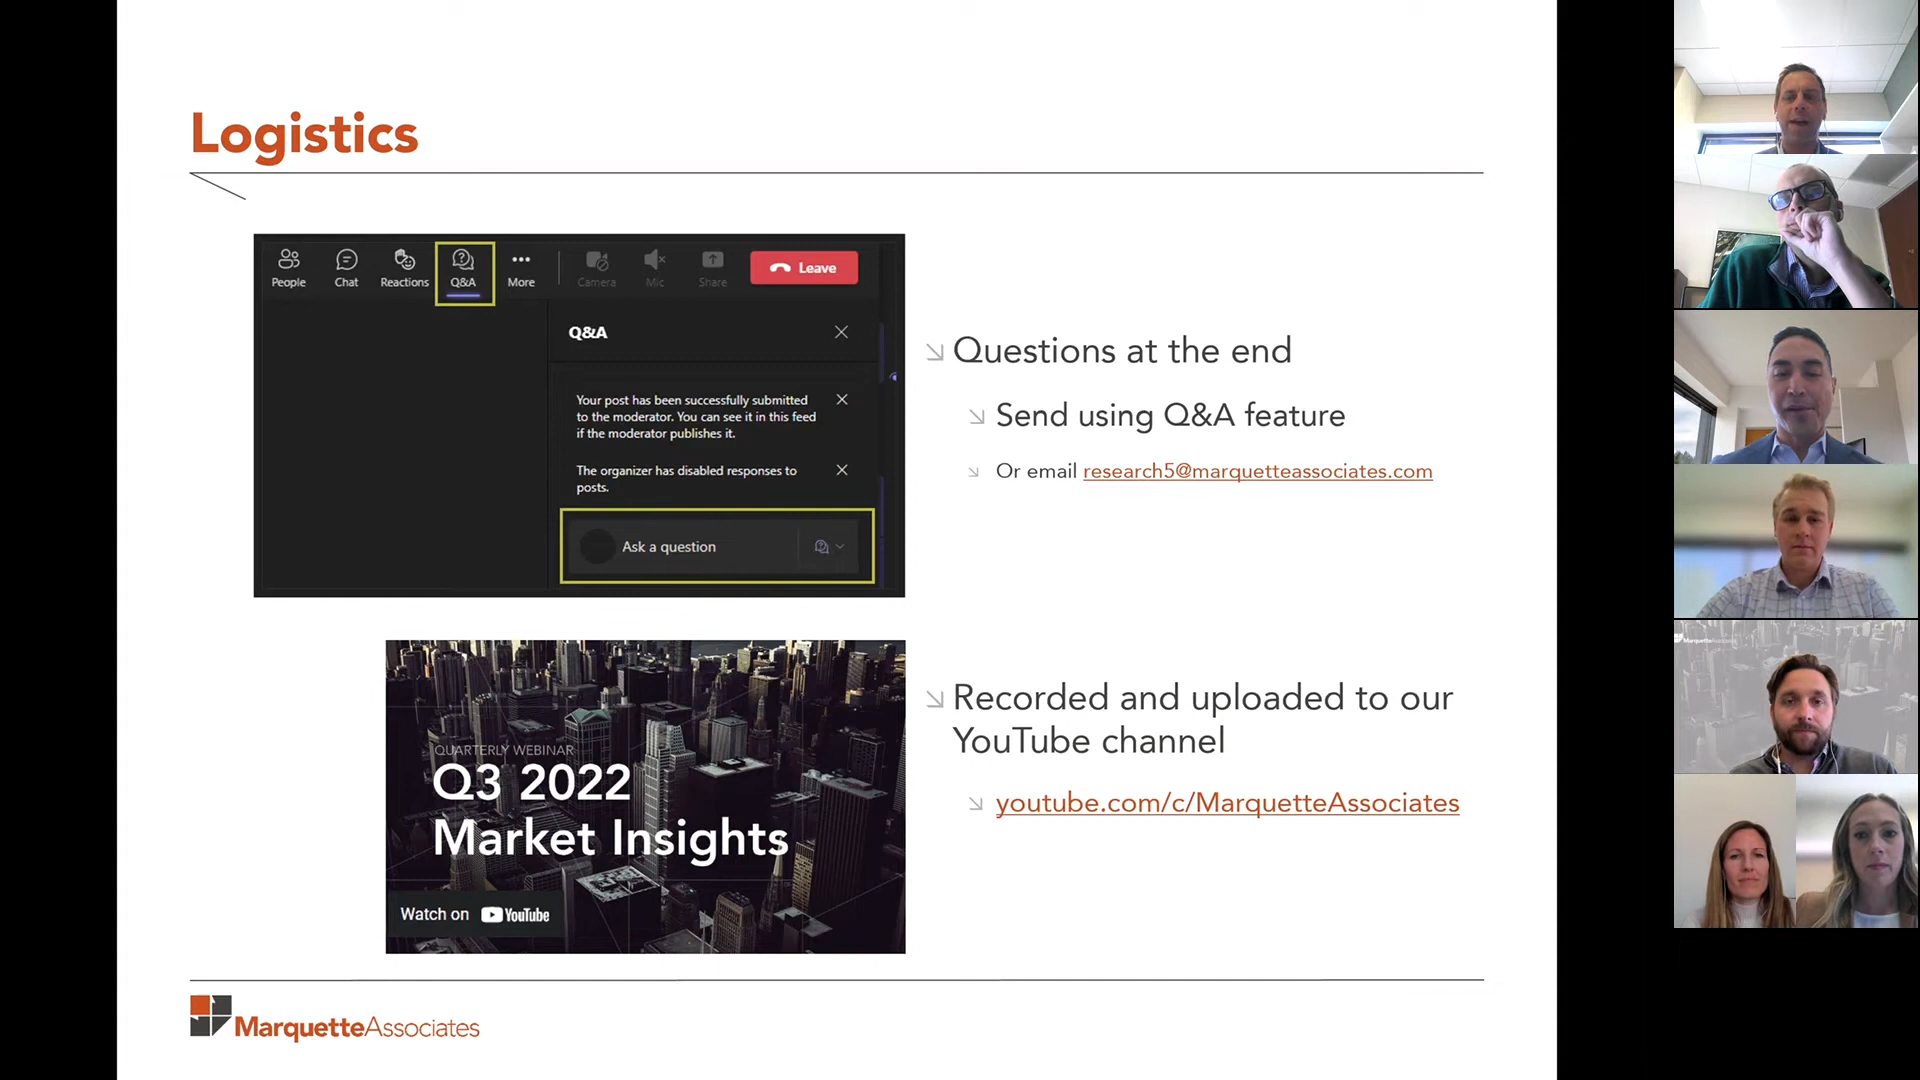 Logistics
People
Chat
Reactions
Q&A
More
Camera
Mic
Share
Leave
Q&A
Your post has been successfully submitted
to the moderator. You can see it in this feed
if the moderator publishes it.
The organizer has disabled responses to
posts.
Ask a question
Questions at the end
Send using Q&A feature
Or email research5@marquetteassociates.com
QUARTERLY WEBINAR
Q3 2022
Market Insights
Watch on YouTube
Recorded and uploaded to our
YouTube channel
youtube.com/c/MarquetteAssociates
MarquetteAssociates